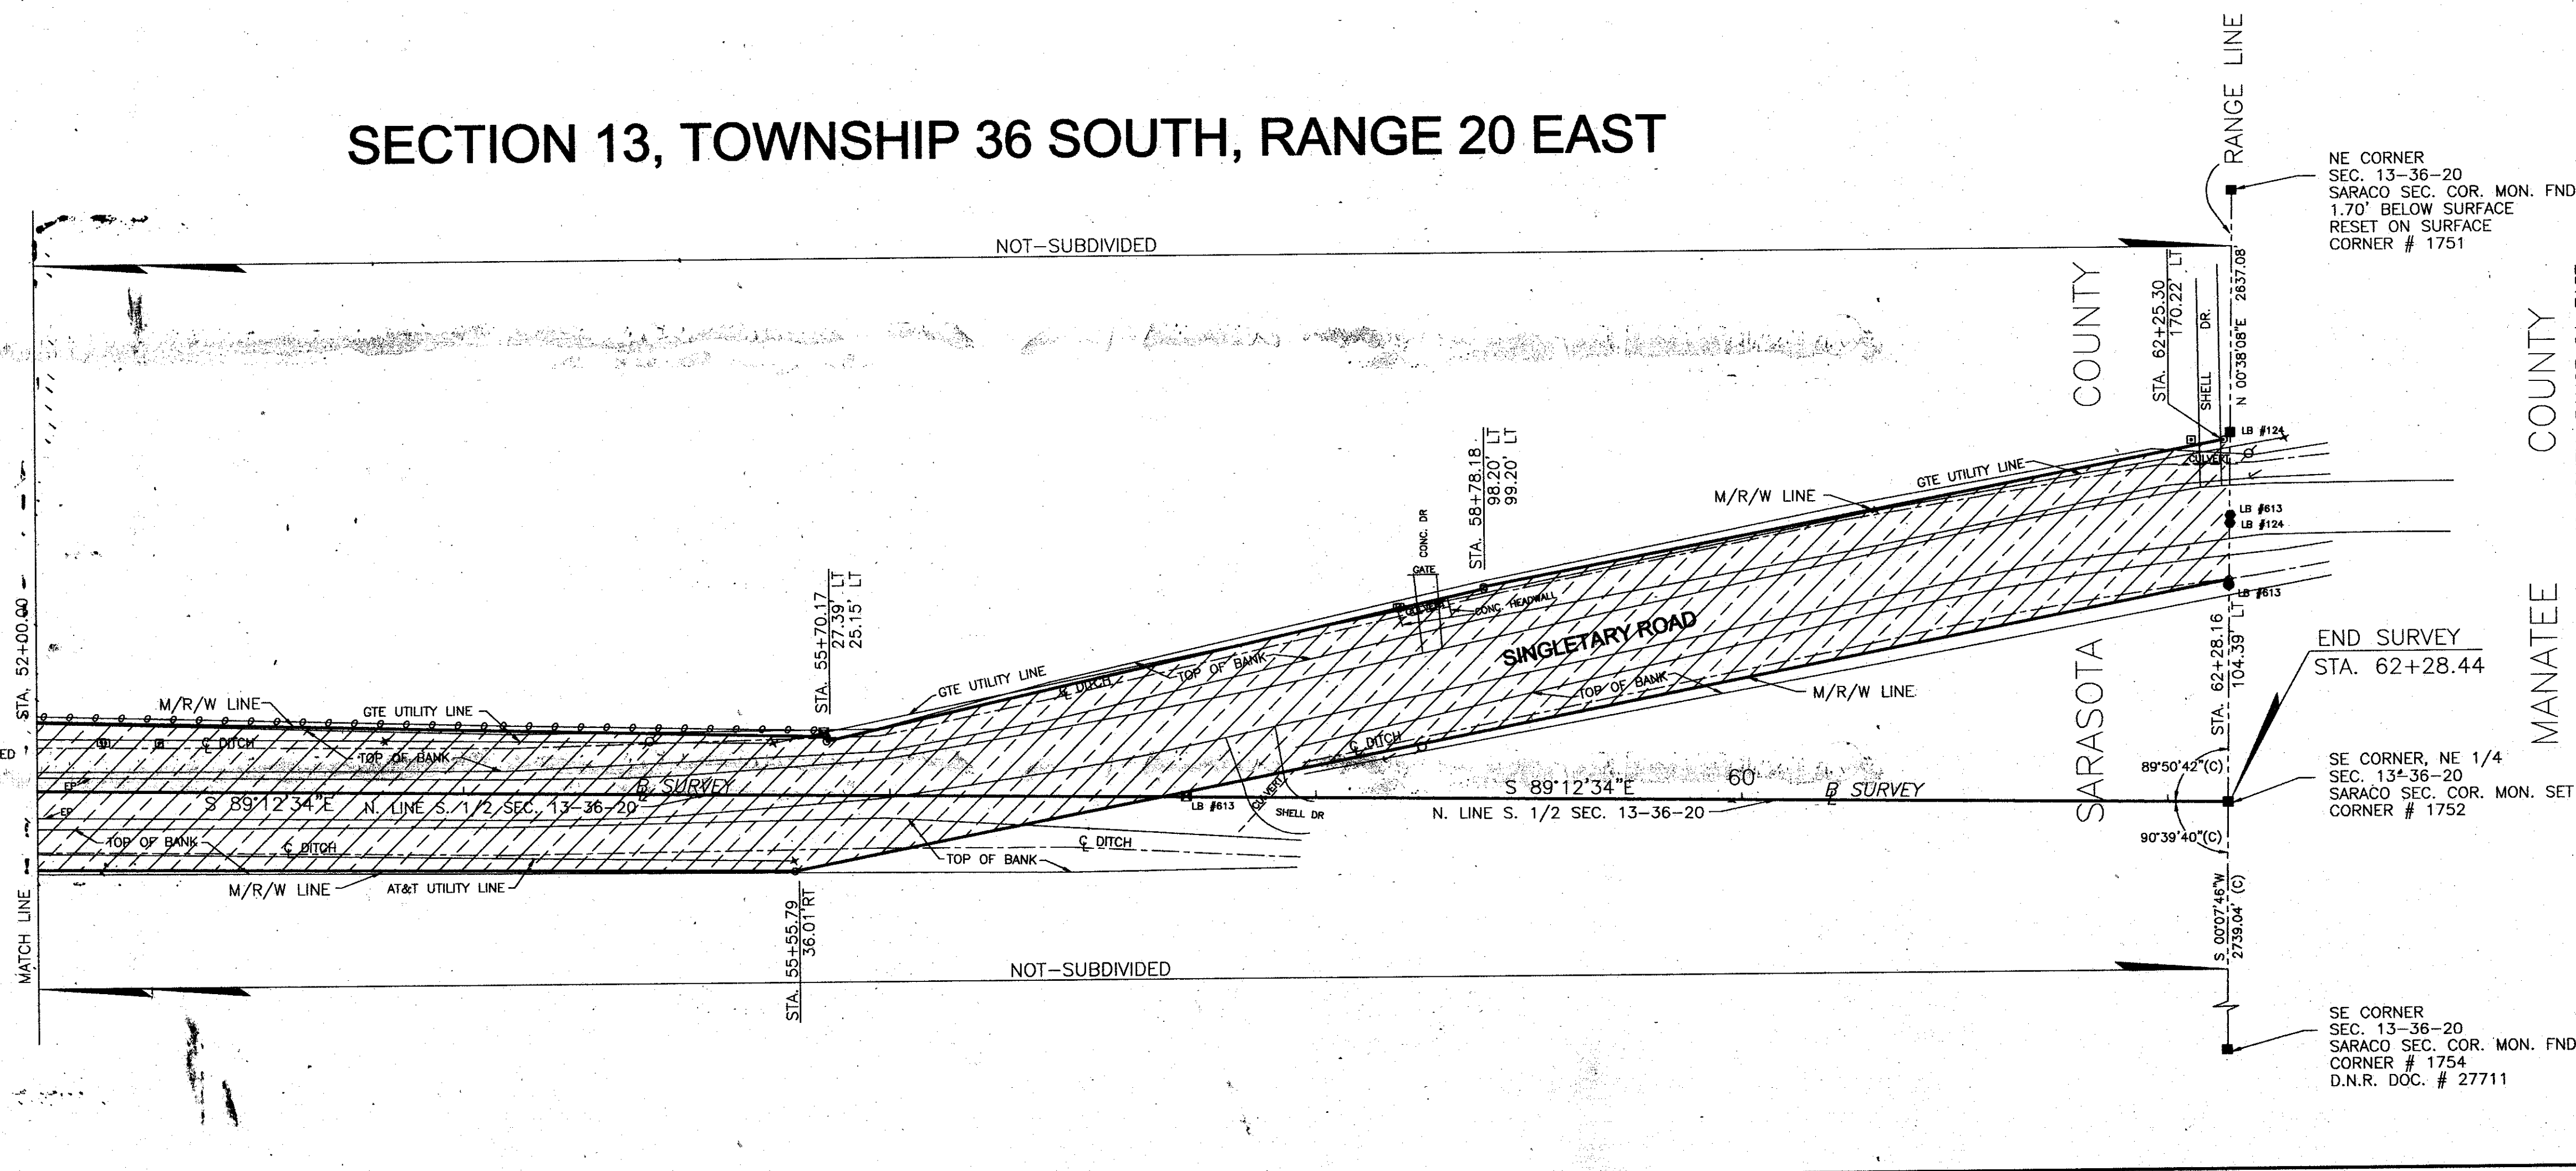 SECTION 13, TOWNSHIP 36 SOUTH, RANGE 20 EAST
RANGE LINE
NE CORNER
SEC. 13-36-20
SARACO SEC. COR. MON. FND
1.70' BELOW SURFACE
RESET ON SURFACE
CORNER # 1751
NOT-SUBDIVIDED
N 00°38'08"E 2637.08'
COUNTY
STA. 62+25.30
170.22' LT
SHELL DR.
COUNTY
LB #124
CULVERT
GTE UTILITY LINE
M/R/W LINE
STA. 58+78.18
98.20' LT
99.20' LT
CONC. DR
GATE
CULVERT
CONC. HEADWALL
LB #613
LB #124
SINGLETARY ROAD
STA. 52+00.00
STA. 55+70.17
27.39' LT
25.15' LT
GTE UTILITY LINE
℄ DITCH
TOP OF BANK
TOP OF BANK
M/R/W LINE
LB #613
STA. 62+28.16
104.39' LT
SARASOTA
MANATEE
END SURVEY
STA. 62+28.44
M/R/W LINE
GTE UTILITY LINE
℄ DITCH
TOP OF BANK
℄ DITCH
ED
EP
B SURVEY
S 89°12'34"E
N. LINE S. 1/2 SEC. 13-36-20
EP
LB #613
CULVERT
SHELL DR
S 89°12'34"E
60
B SURVEY
N. LINE S. 1/2 SEC. 13-36-20
89°50'42"(C)
90°39'40"(C)
SE CORNER, NE 1/4
SEC. 13-36-20
SARACO SEC. COR. MON. SET
CORNER # 1752
TOP OF BANK
℄ DITCH
℄ DITCH
TOP OF BANK
M/R/W LINE
AT&T UTILITY LINE
MATCH LINE
STA. 55+55.79
36.01'RT
S 00°07'46"W
2739.04' (C)
NOT-SUBDIVIDED
SE CORNER
SEC. 13-36-20
SARACO SEC. COR. MON. FND
CORNER # 1754
D.N.R. DOC. # 27711